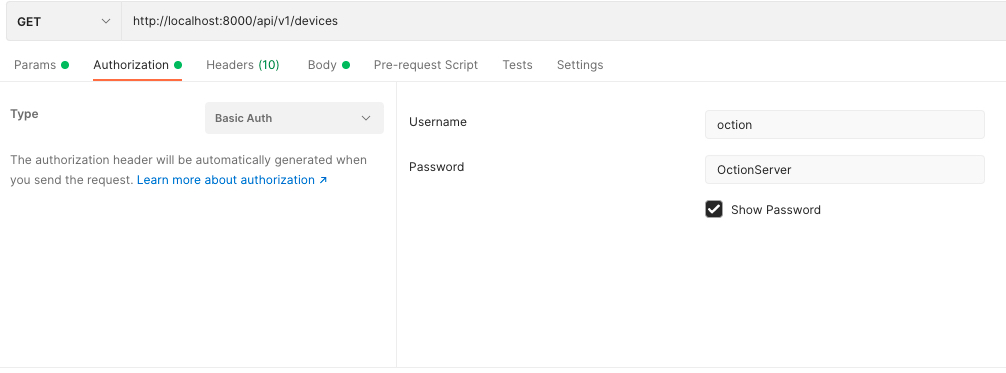 GET http://localhost:8000/api/v1/devices
Params Authorization Headers (10) Body Pre-request Script Tests Settings
Type Basic Auth
The authorization header will be automatically generated when
you send the request. Learn more about authorization ↗
Username oction
Password OctionServer
Show Password